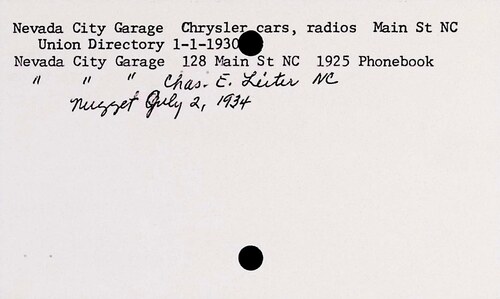 Nevada City Garage Chrysler cars, radios Main St NC
Union Directory 1-1-1930
Nevada City Garage 128 Main St NC 1925 Phonebook
" " " Chas. E. Leiter NC
Nugget July 2, 1934